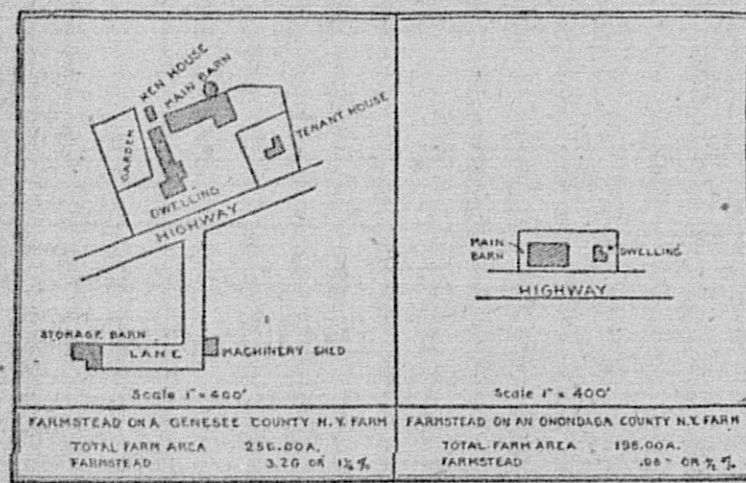 HEN HOUSE
MAIN BARN
TENANT HOUSE
GARDEN
DWELLING
HIGHWAY
STORAGE BARN
LANE
MACHINERY SHED
Scale 1" = 400'
FARMSTEAD ON A GENESEE COUNTY N.Y. FARM
TOTAL FARM AREA 256.00A.
FARMSTEAD 3.20 OR 1¼ %
MAIN
BARN
DWELLING
HIGHWAY
Scale 1" = 400'
FARMSTEAD ON AN ONONDAGA COUNTY N.Y. FARM
TOTAL FARM AREA 198.00A.
FARMSTEAD OR ½ %